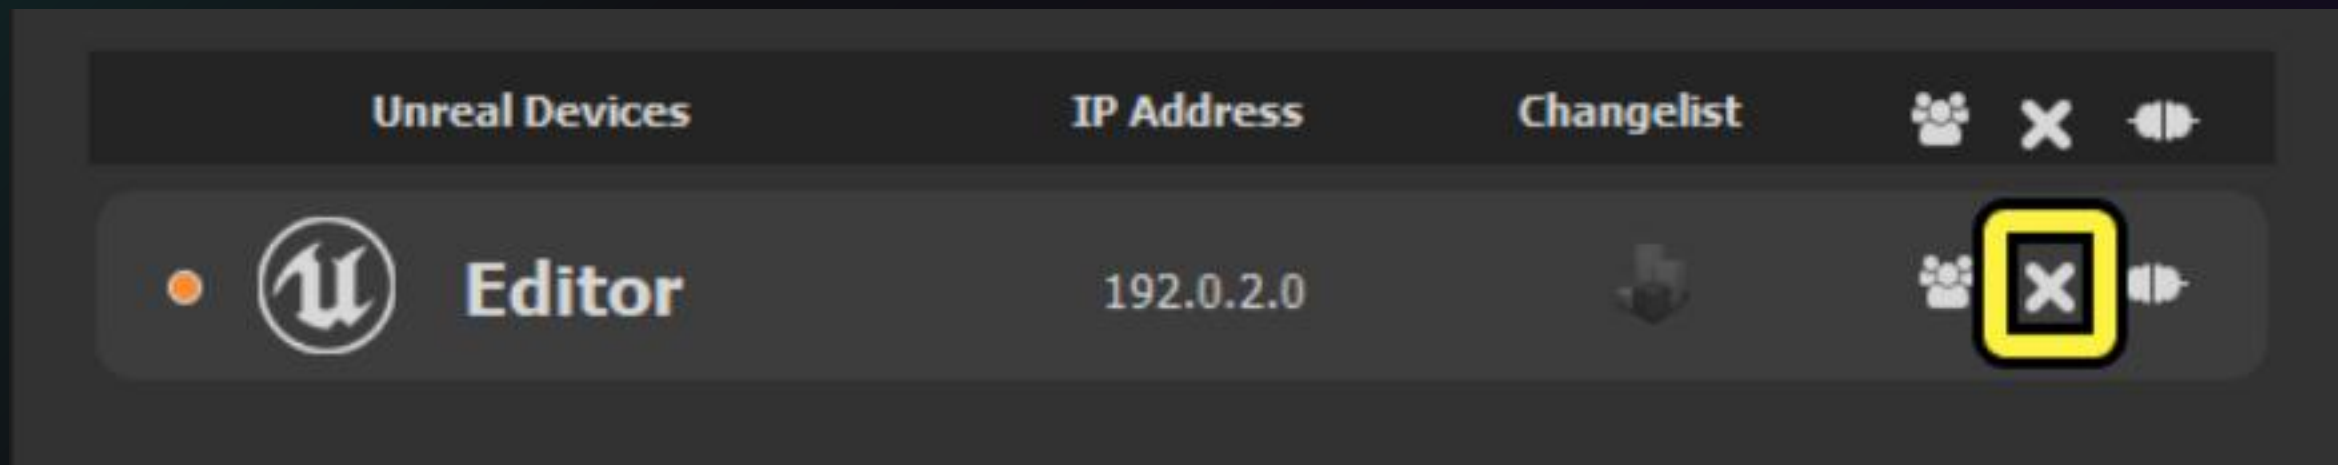 Unreal Devices IP Address Changelist
Editor 192.0.2.0